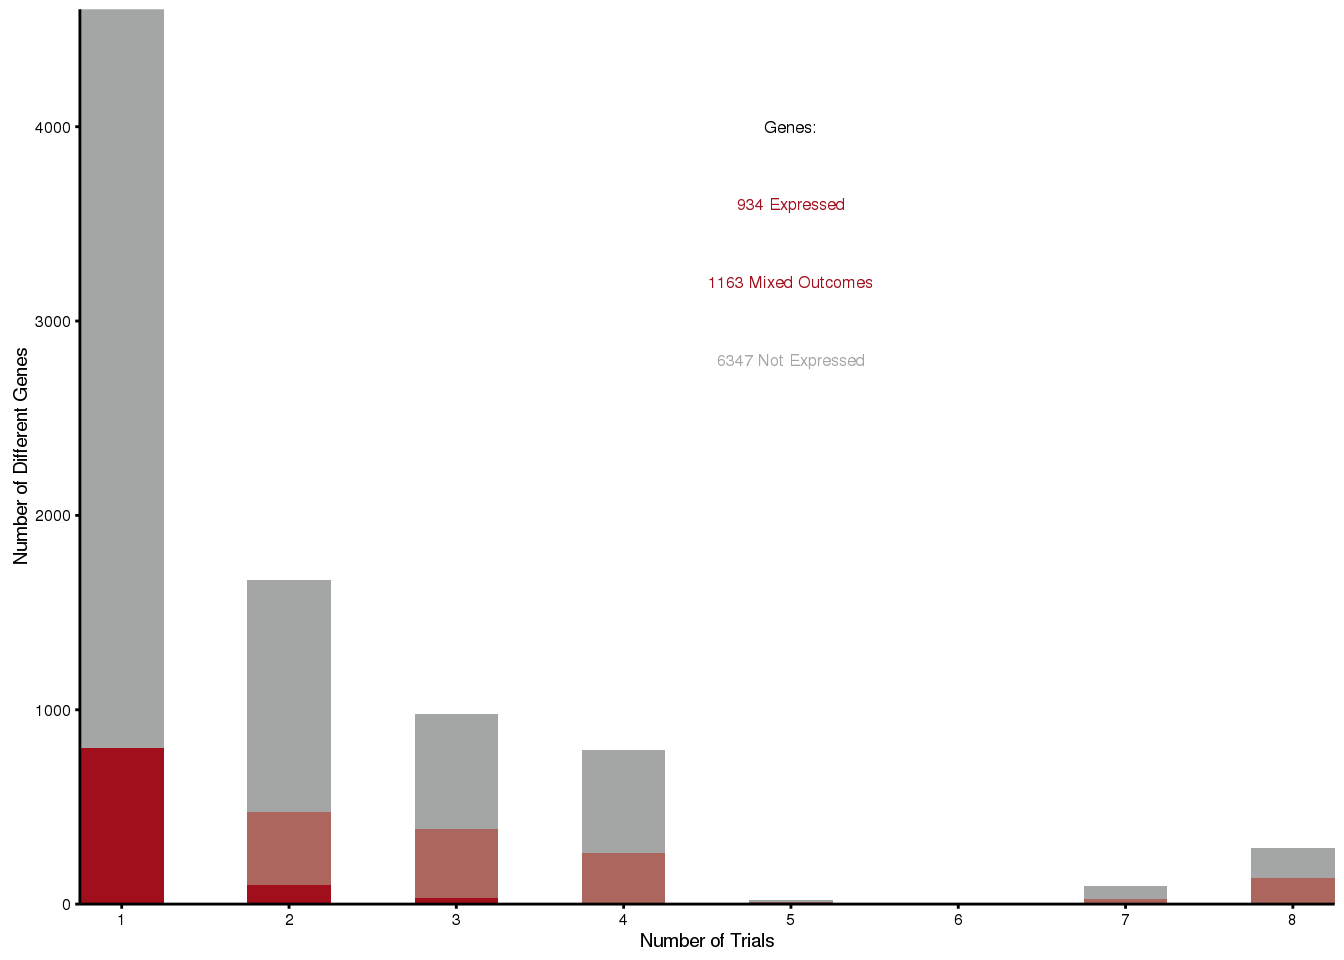 Genes:
934 Expressed
1163 Mixed Outcomes
6347 Not Expressed
Number of Different Genes
4000
3000
2000
1000
0
1 2 3 4 5 6 7 8
Number of Trials